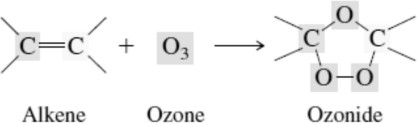 C=C + O₃ → C O C O–O
Alkene Ozone Ozonide